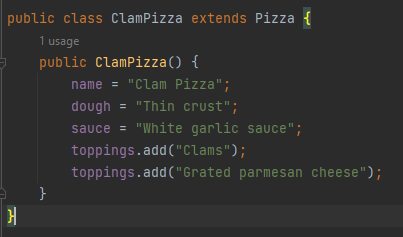 public class ClamPizza extends Pizza {
1 usage
public ClamPizza() {
name = "Clam Pizza";
dough = "Thin crust";
sauce = "White garlic sauce";
toppings.add("Clams");
toppings.add("Grated parmesan cheese");
}
}